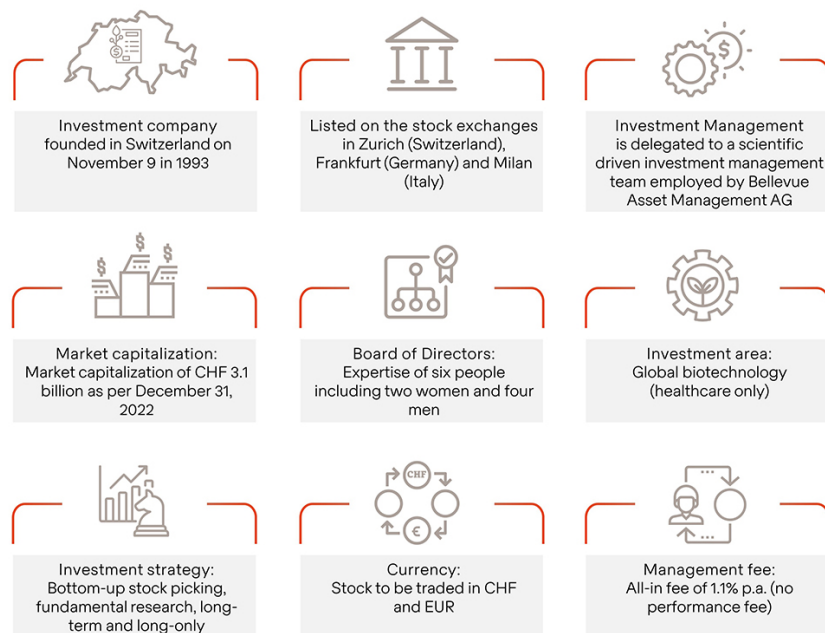 Investment company
founded in Switzerland on
November 9 in 1993
Listed on the stock exchanges
in Zurich (Switzerland),
Frankfurt (Germany) and Milan
(Italy)
$
Investment Management
is delegated to a scientific
driven investment management
team employed by Bellevue
Asset Management AG
$
$
$
Market capitalization:
Market capitalization of CHF 3.1
billion as per December 31,
2022
Board of Directors:
Expertise of six people
including two women and four
men
Investment area:
Global biotechnology
(healthcare only)
Investment strategy:
Bottom-up stock picking,
fundamental research, long-
term and long-only
CHF
€
Currency:
Stock to be traded in CHF
and EUR
Management fee:
All-in fee of 1.1% p.a. (no
performance fee)